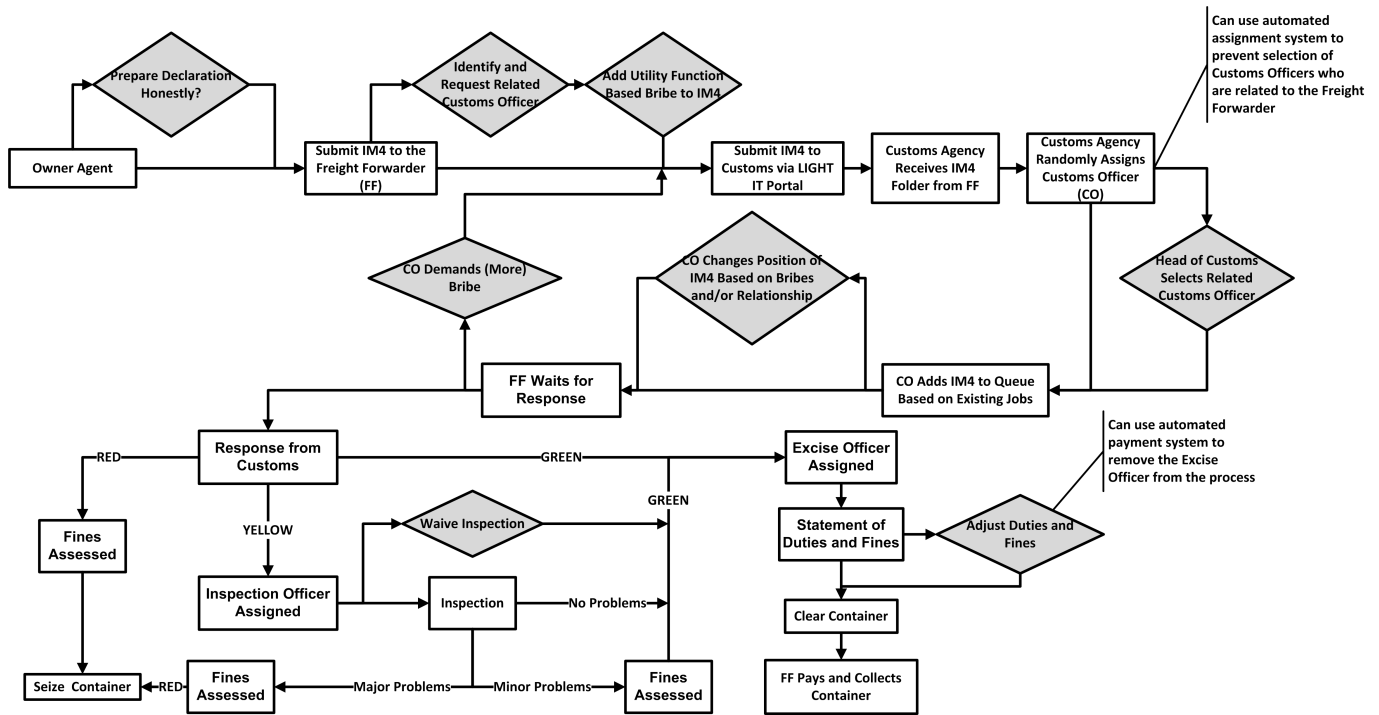 Can use automated
assignment system to
prevent selection of
Customs Officers who
are related to the Freight
Forwarder
Prepare Declaration
Honestly?
Identify and
Request Related
Customs Officer
Add Utility Function
Based Bribe to IM4
Owner Agent
Submit IM4 to the
Freight Forwarder
(FF)
Submit IM4 to
Customs via LIGHT
IT Portal
Customs Agency
Receives IM4
Folder from FF
Customs Agency
Randomly Assigns
Customs Officer
(CO)
CO Demands (More)
Bribe
CO Changes Position of
IM4 Based on Bribes
and/or Relationship
Head of Customs
Selects Related
Customs Officer
FF Waits for
Response
CO Adds IM4 to Queue
Based on Existing Jobs
Response from
Customs
RED
GREEN
YELLOW
GREEN
Excise Officer
Assigned
Can use automated
payment system to
remove the Excise
Officer from the process
Fines
Assessed
Waive Inspection
Statement of
Duties and Fines
Adjust Duties and
Fines
Inspection Officer
Assigned
Inspection
No Problems
Clear Container
Seize Container
RED
Fines
Assessed
Major Problems
Minor Problems
Fines
Assessed
FF Pays and Collects
Container